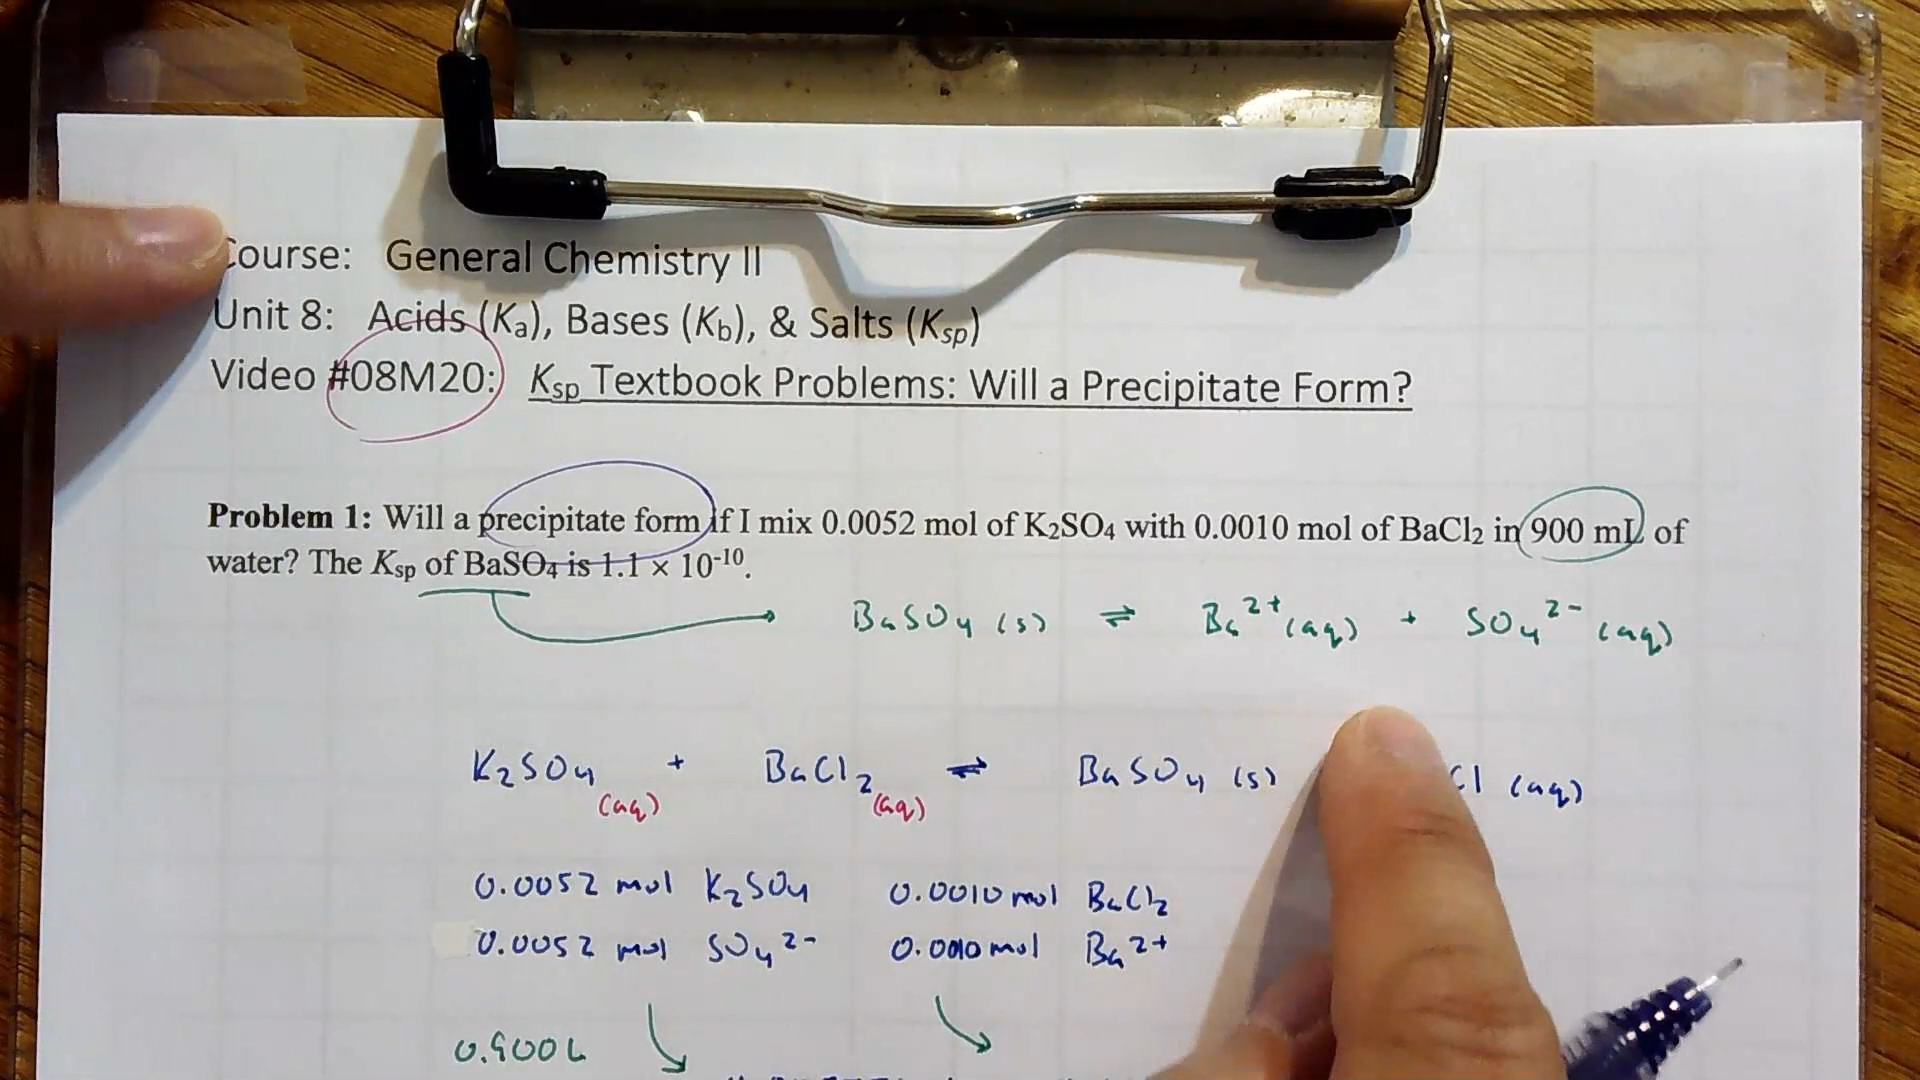 Course: General Chemistry II
Unit 8: Acids (Ka), Bases (Kb), & Salts (Ksp)
Video #08M20: Ksp Textbook Problems: Will a Precipitate Form?
Problem 1: Will a precipitate form if I mix 0.0052 mol of K₂SO₄ with 0.0010 mol of BaCl₂ in 900 mL of
water? The Ksp of BaSO₄ is 1.1 × 10⁻¹⁰.
BaSO₄ (s) ⇌ Ba²⁺ (aq) + SO₄²⁻ (aq)
K₂SO₄ (aq) + BaCl₂ (aq) ⇌ BaSO₄ (s) Cl (aq)
0.0052 mol K₂SO₄ 0.0010 mol BaCl₂
0.0052 mol SO₄²⁻ 0.0010 mol Ba²⁺
0.900 L